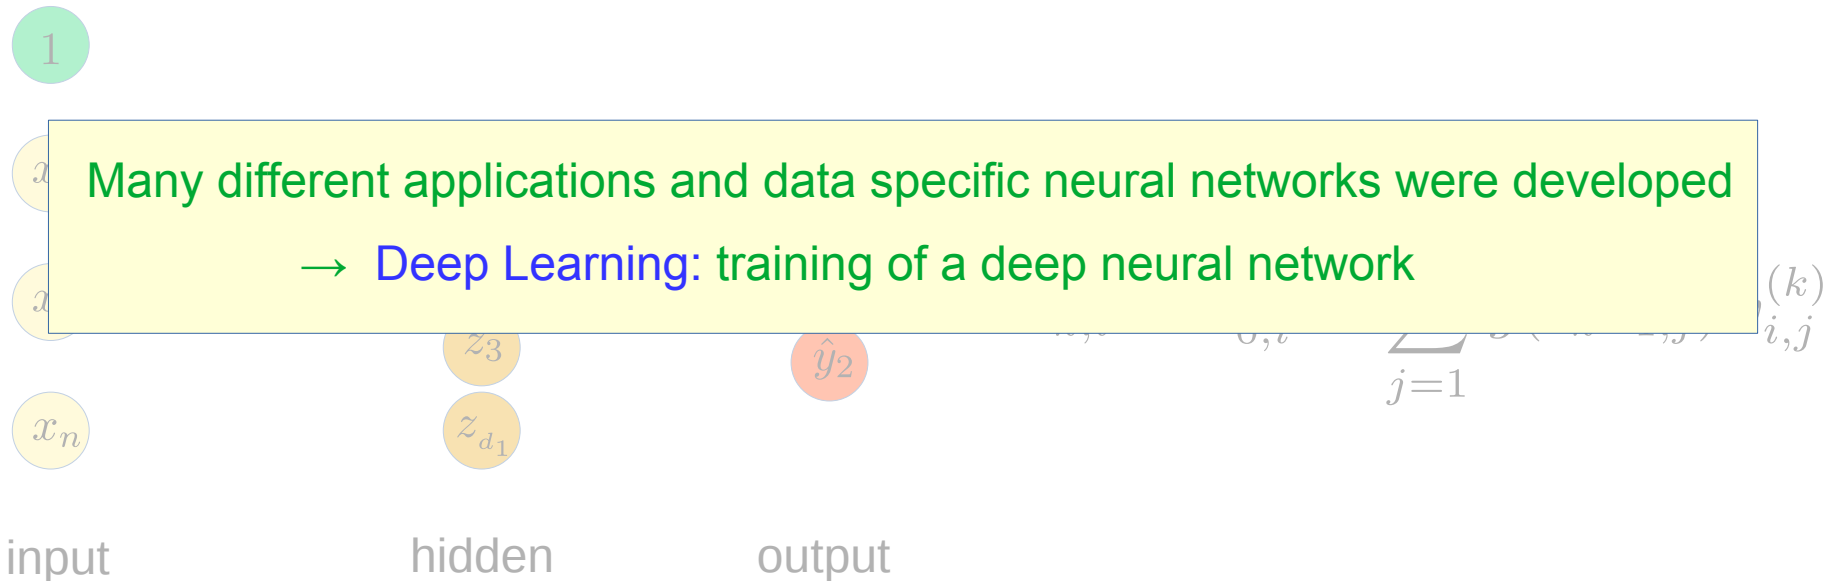 1
Many different applications and data specific neural networks were developed
→ Deep Learning: training of a deep neural network
(k)
i,j
z3
ŷ2
j=1
xn
zd1
input hidden output